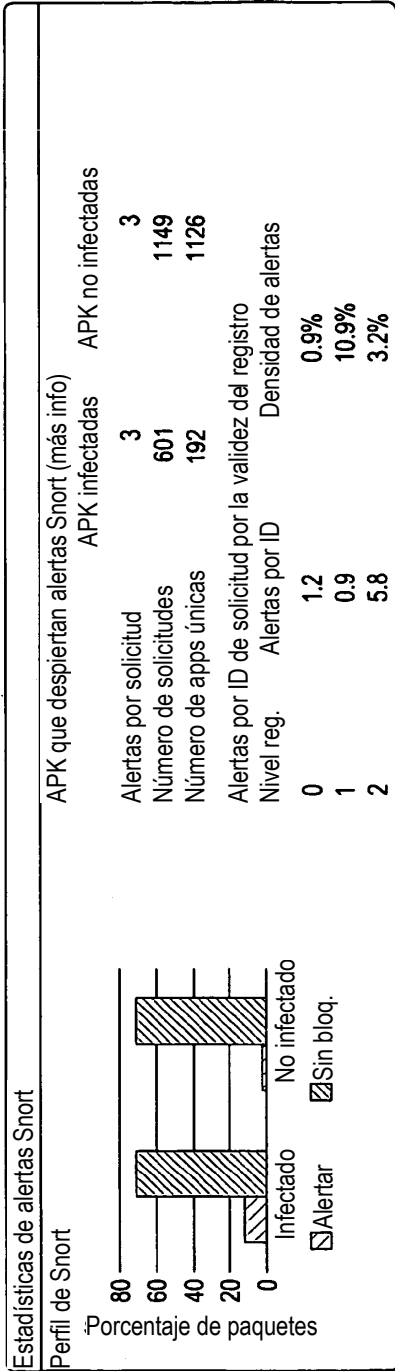 Estadísticas de alertas Snort
Perfil de Snort
80
60
40
20
0
Porcentaje de paquetes
Infectado
No infectado
Alertar
Sin bloq.
APK que despiertan alertas Snort (más info)
APK infectadas APK no infectadas
Alertas por solicitud 3 3
Número de solicitudes 601 1149
Número de apps únicas 192 1126
Alertas por ID de solicitud por la validez del registro
Nivel reg. Alertas por ID Densidad de alertas
0 1.2 0.9%
1 0.9 10.9%
2 5.8 3.2%